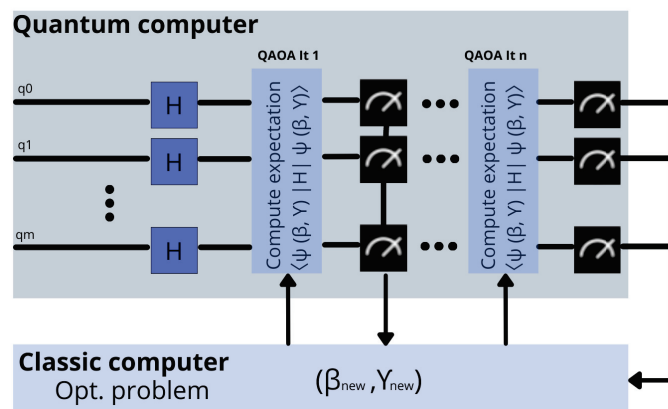 Quantum computer
QAOA It 1
QAOA It n
q0
H
Compute expectation
⟨ψ (β, ϒ) |H| ψ (β, ϒ)⟩
Compute expectation
⟨ψ (β, ϒ) |H| ψ (β, ϒ)⟩
q1
H
qm
H
Classic computer
Opt. problem
(βnew ,ϒnew)